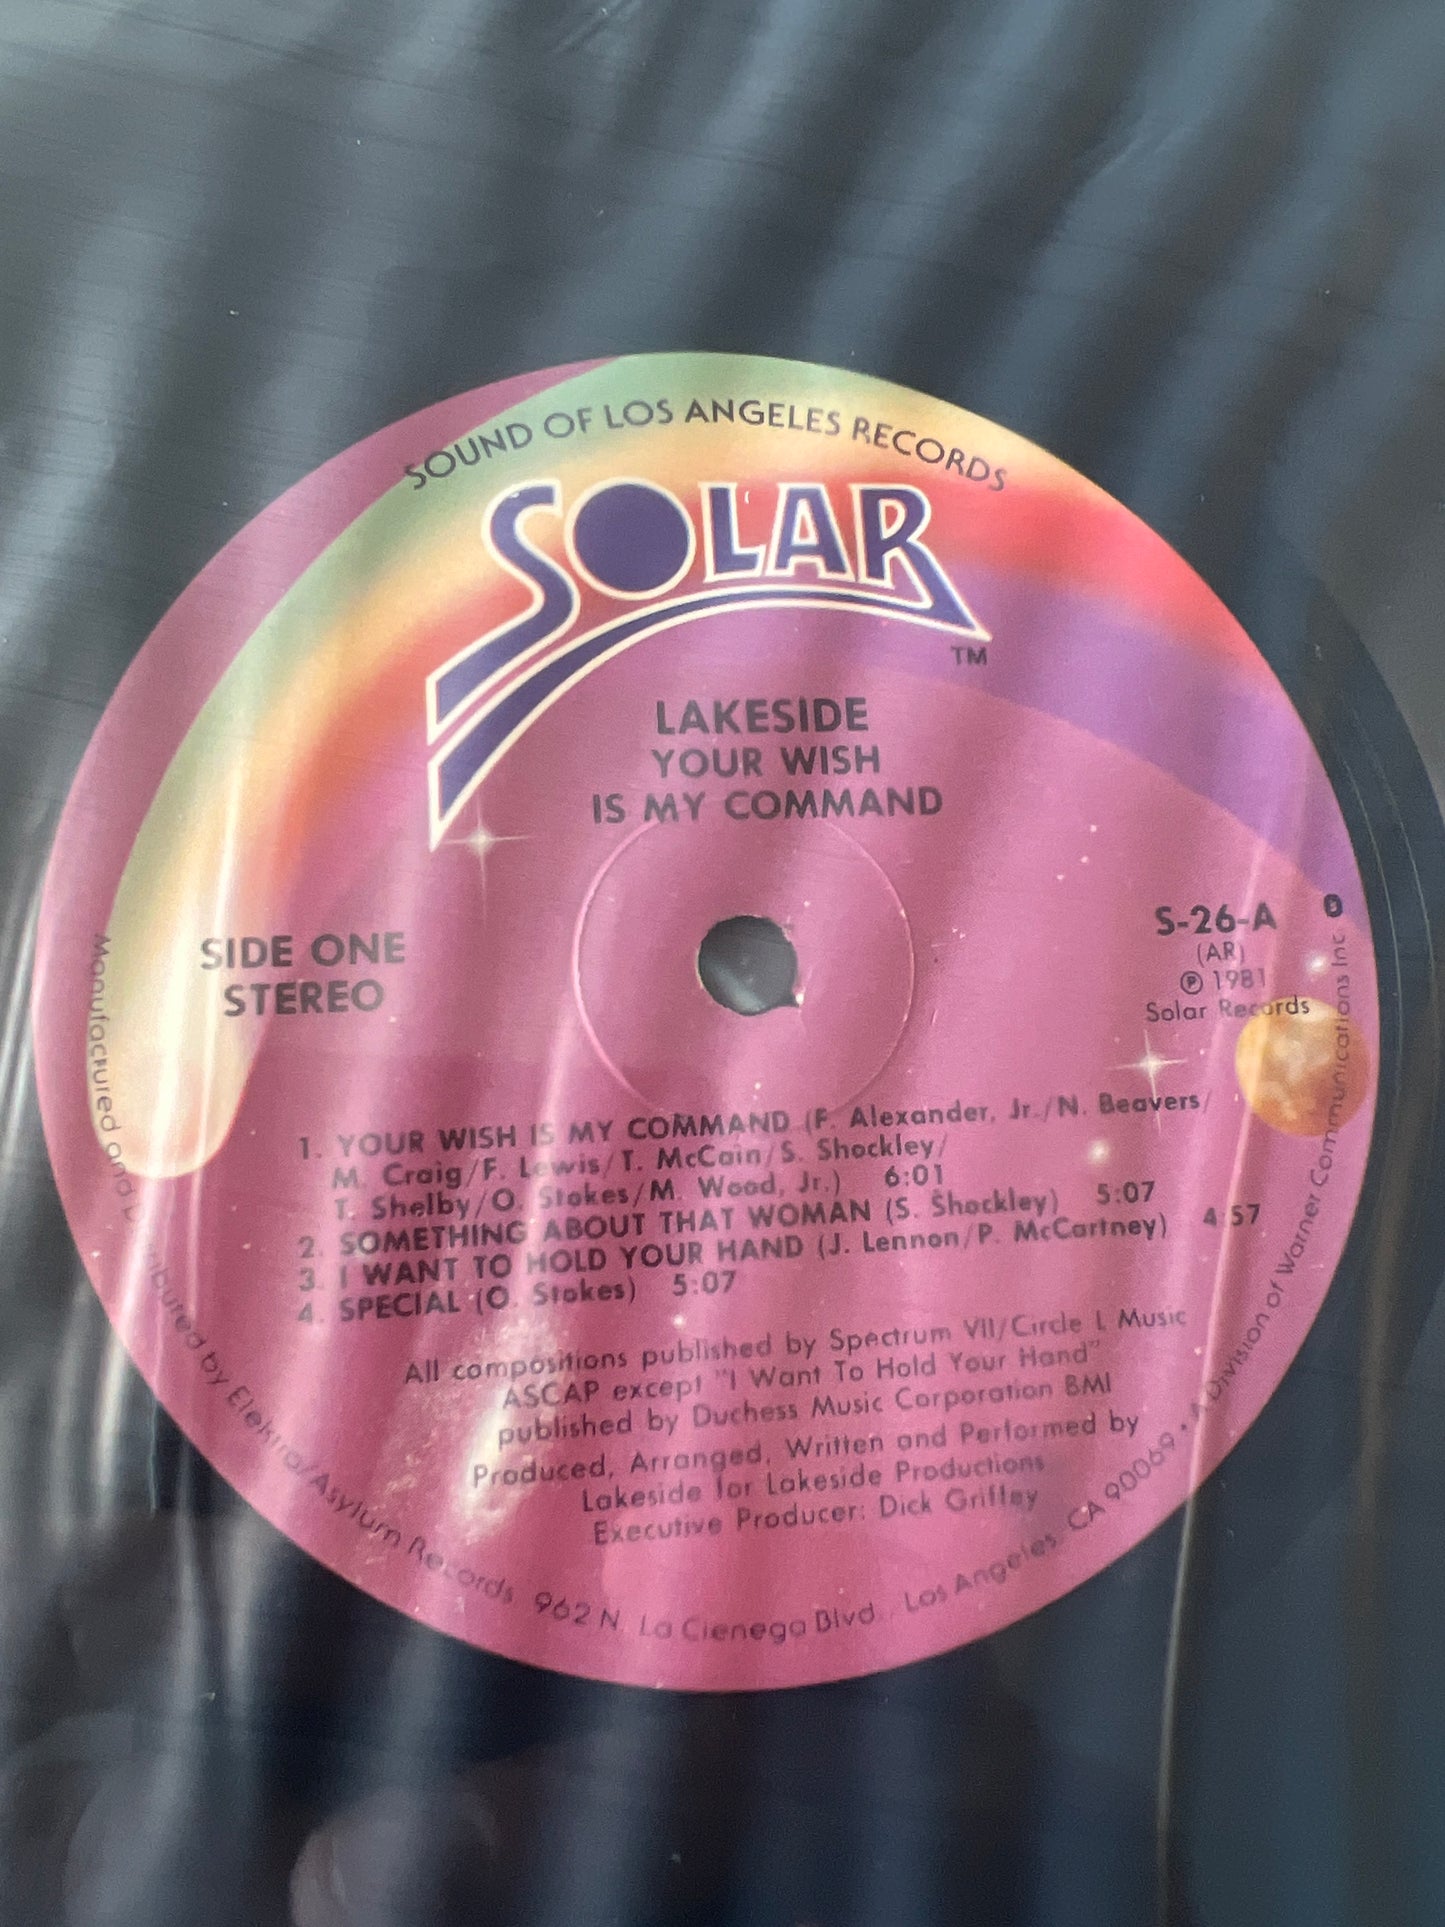 SOUND OF LOS ANGELES RECORDS
SOLAR
TM
LAKESIDE
YOUR WISH
IS MY COMMAND
SIDE ONE
STEREO
S-26-A
(AR)
℗ 1981
Solar Records
1. YOUR WISH IS MY COMMAND (F. Alexander, Jr./N. Beavers/
M. Craig/F. Lewis/T. McCain/S. Shockley/
T. Shelby/O. Stokes/M. Wood, Jr.) 6:01
2. SOMETHING ABOUT THAT WOMAN (S. Shockley) 5:07
3. I WANT TO HOLD YOUR HAND (J. Lennon/P. McCartney) 4:57
4. SPECIAL (O. Stokes) 5:07
All compositions published by Spectrum VII/Circle L Music
ASCAP except "I Want To Hold Your Hand"
published by Duchess Music Corporation BMI
Produced, Arranged, Written and Performed by
Lakeside for Lakeside Productions
Executive Producer: Dick Griffey
Manufactured and Distributed by Elektra/Asylum Records, 962 N. La Cienega Blvd., Los Angeles, CA 90069 • A Division of Warner Communications Inc.